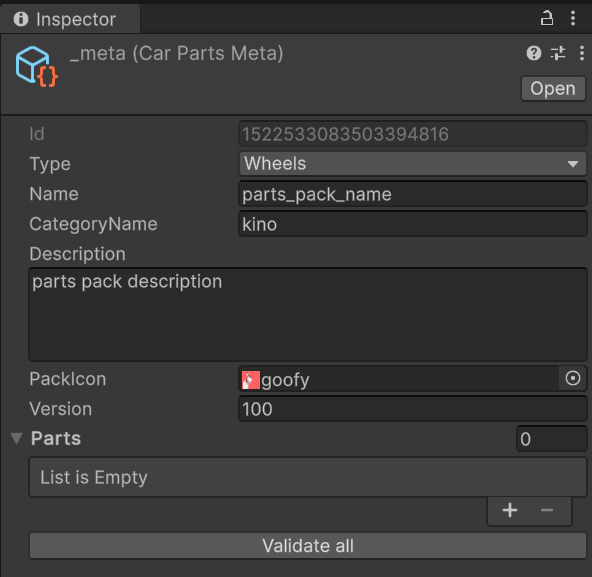 Inspector
_meta (Car Parts Meta)
Open
Id 1522533083503394816
Type Wheels
Name parts_pack_name
CategoryName kino
Description
parts pack description
PackIcon goofy
Version 100
Parts 0
List is Empty
Validate all